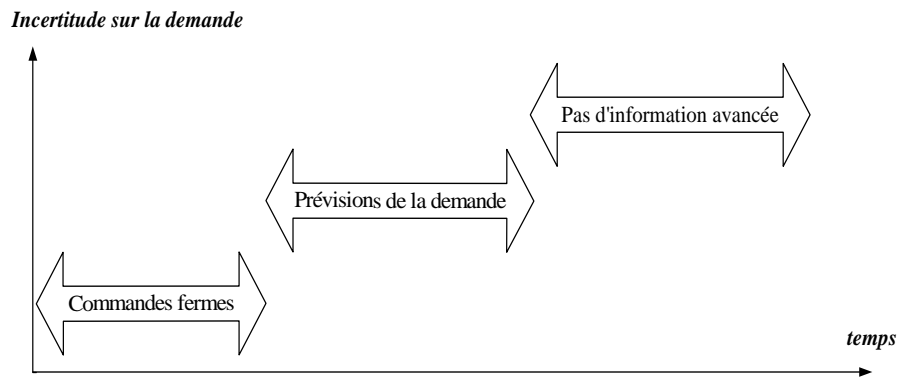 Incertitude sur la demande
Pas d'information avancée
Prévisions de la demande
Commandes fermes
temps